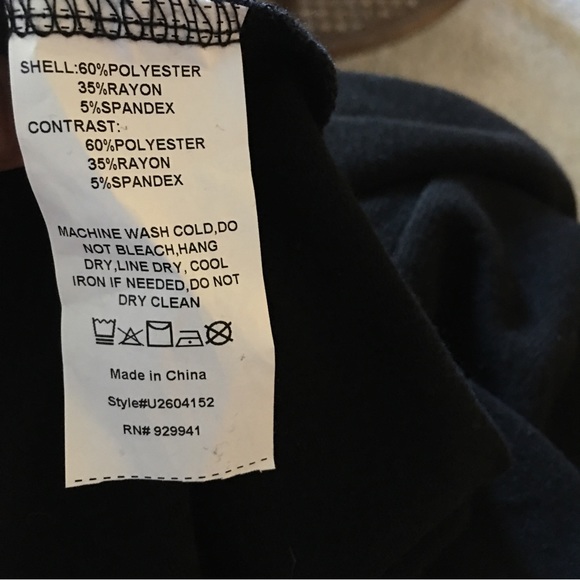 SHELL:60%POLYESTER
35%RAYON
5%SPANDEX
CONTRAST:
60%POLYESTER
35%RAYON
5%SPANDEX
MACHINE WASH COLD,DO
NOT BLEACH,HANG
DRY,LINE DRY, COOL
IRON IF NEEDED,DO NOT
DRY CLEAN
Made in China
Style#U2604152
RN# 929941